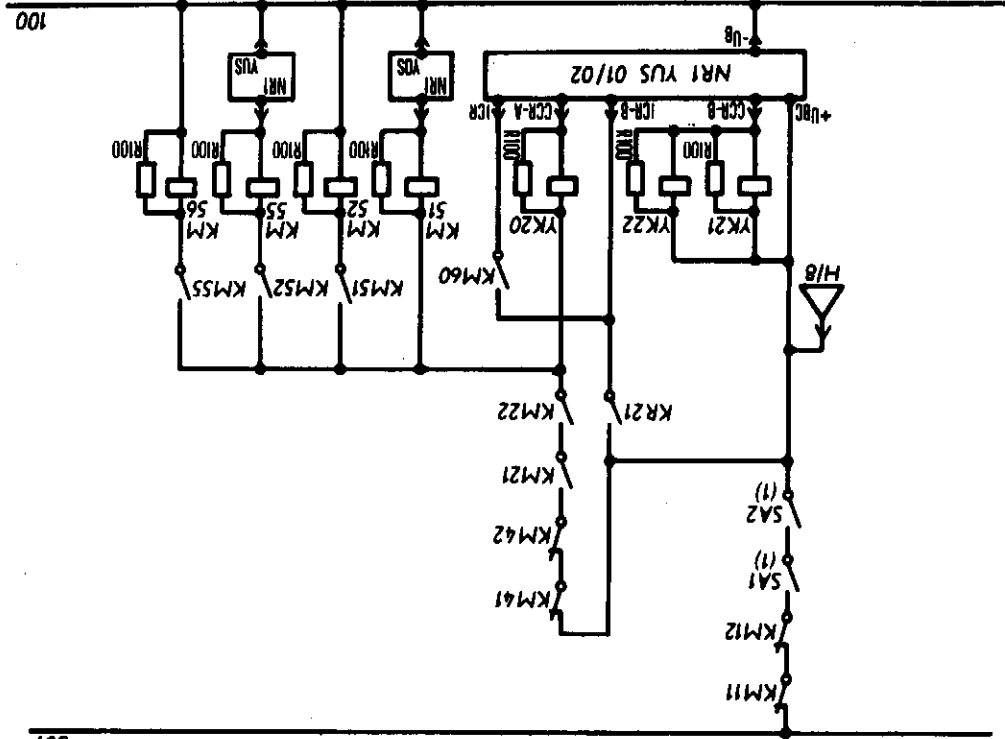 KM11
KM12
KM41
SA1
(1)
KM42
SA2
(1)
KM21
KR21
KM22
H/8
KM60
KM51
KM52
KM55
YK21
YK22
YK20
KM
51
KM
52
KM
55
KM
56
R100
R100
R100
R100
R100
R100
R100
+UBC
CCR-B
ICR-B
CCR-A
ICR
NR1 YUS 01/02
NR1
YOS
NR1
YUS
-UB
100